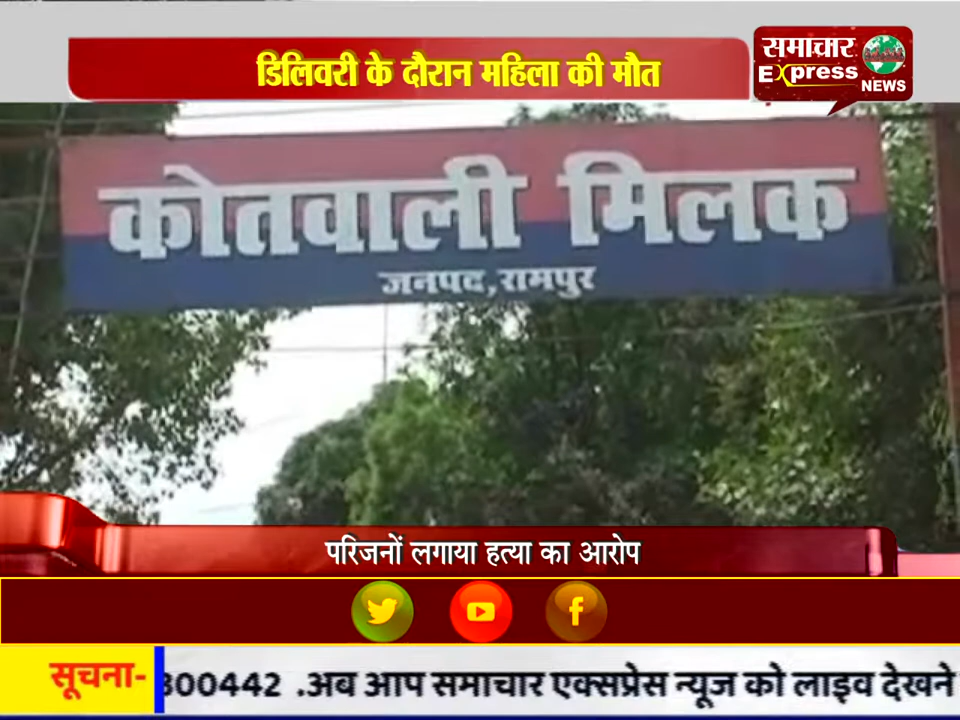 डिलिवरी के दौरान महिला की मौत
समाचार
Express
NEWS
कोतवाली मिलक
जनपद,रामपुर
परिजनों लगाया हत्या का आरोप
सूचना- 300442 .अब आप समाचार एक्सप्रेस न्यूज को लाइव देखने